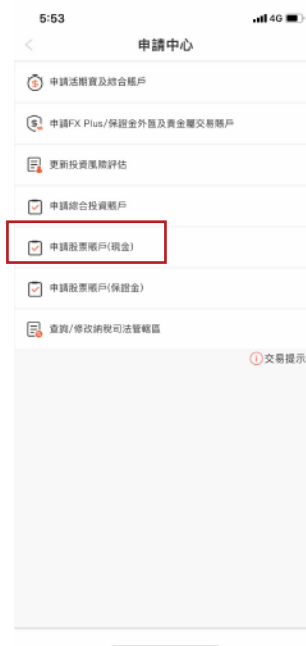 5:53
4G
申請中心
申請活期寶及綜合賬戶
申請FX Plus/保證金外匯及貴金屬交易賬戶
更新投資風險評估
申請綜合投資賬戶
申請股票賬戶(現金)
申請股票賬戶(保證金)
查詢/修改納稅司法管轄區
交易提示